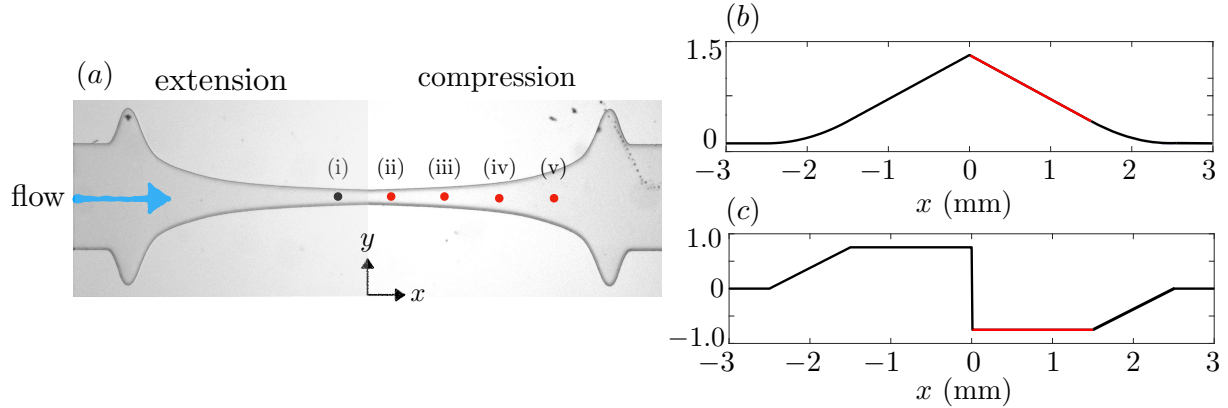 (a)
extension
compression
(i)
(ii)
(iii)
(iv)
(v)
flow
y
x
(b)
1.5
0
−3
−2
−1
0
1
2
3
x (mm)
(c)
1.0
0
−1.0
−3
−2
−1
0
1
2
3
x (mm)